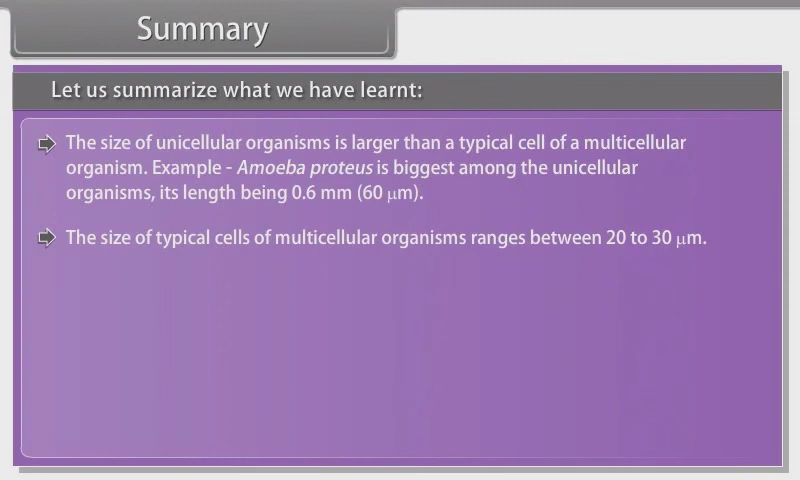 Summary
Let us summarize what we have learnt:
The size of unicellular organisms is larger than a typical cell of a multicellular
organism. Example - Amoeba proteus is biggest among the unicellular
organisms, its length being 0.6 mm (60 μm).
The size of typical cells of multicellular organisms ranges between 20 to 30 μm.